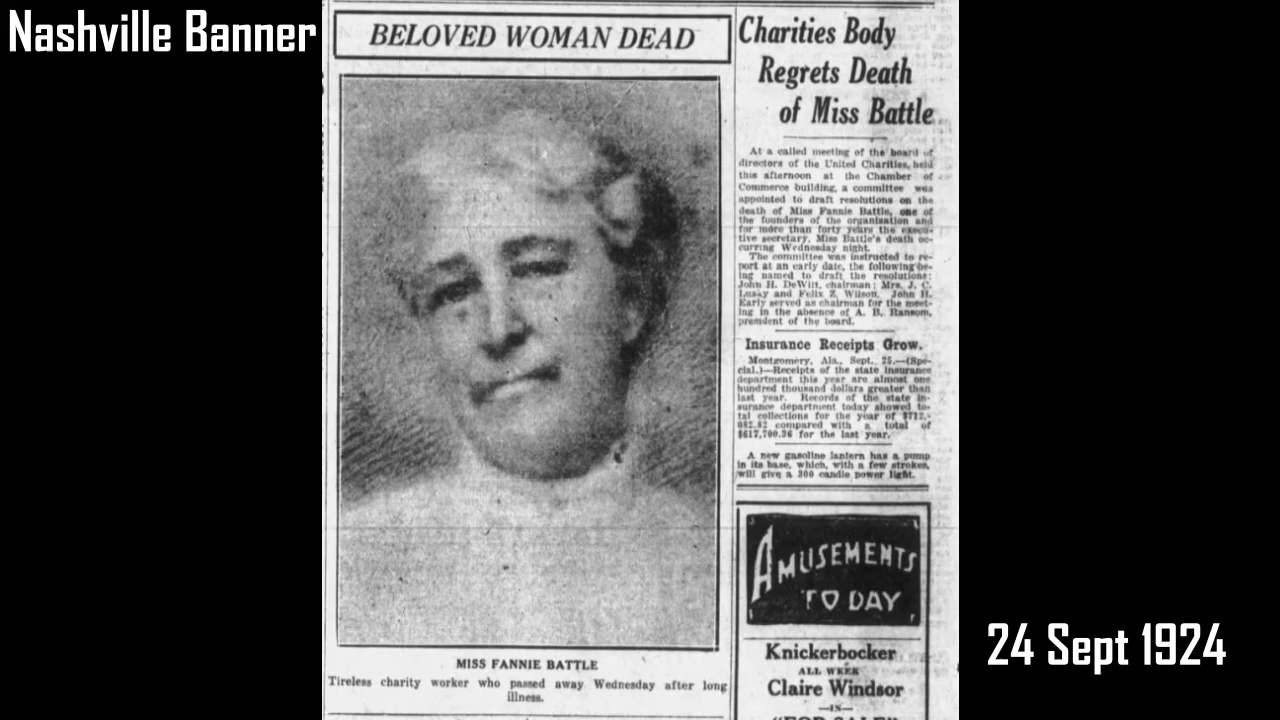 Nashville Banner
BELOVED WOMAN DEAD
MISS FANNIE BATTLE
Tireless charity worker who passed away Wednesday after long
illness.
Charities Body
Regrets Death
of Miss Battle
At a called meeting of the board of
directors of the United Charities, held
this afternoon at the Chamber of
Commerce building, a committee was
appointed to draft resolutions on the
death of Miss Fannie Battle, one of
the founders of the organization and
for more than forty years the execu-
tive secretary, Miss Battle's death oc-
curring Wednesday night.
The committee was instructed to re-
port at an early date, the following be-
ing named to draft the resolutions:
John H. DeWitt, chairman; Mrs. J. C.
Lusky and Felix Z. Wilson. John H.
Early served as chairman for the meet-
ing in the absence of A. B. Ransom,
president of the board.
Insurance Receipts Grow.
Montgomery, Ala., Sept. 25.—(Spe-
cial.)—Receipts of the state insurance
department this year are almost one
hundred thousand dollars greater than
last year. Records of the state in-
surance department today showed to-
tal collections for the year of $712,-
082.82 compared with a total of
$617,700.36 for the last year.
A new gasoline lantern has a pump
in its base, which, with a few strokes,
will give a 300 candle power light.
AMUSEMENTS
TODAY
Knickerbocker
ALL WEEK
Claire Windsor
—IN—
"FOR SALE"
24 Sept 1924